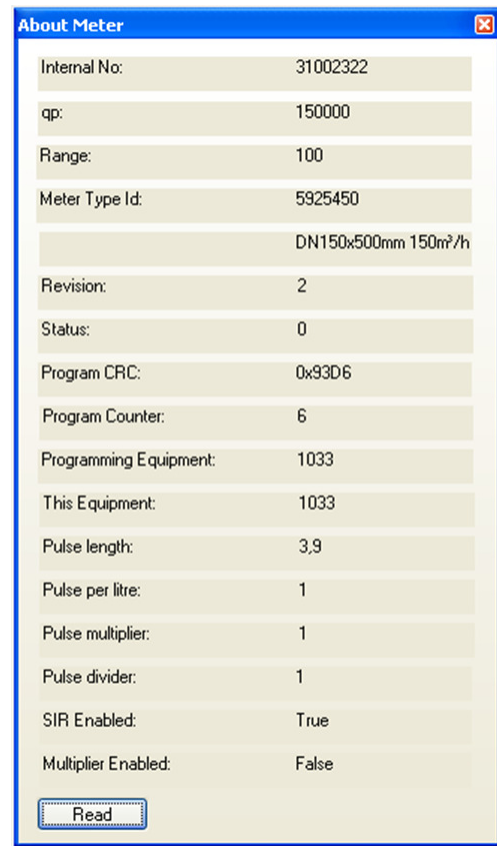 About Meter
Internal No: 31002322
qp: 150000
Range: 100
Meter Type Id: 5925450
DN150x500mm 150m³/h
Revision: 2
Status: 0
Program CRC: 0x93D6
Program Counter: 6
Programming Equipment: 1033
This Equipment: 1033
Pulse length: 3,9
Pulse per litre: 1
Pulse multiplier: 1
Pulse divider: 1
SIR Enabled: True
Multiplier Enabled: False
Read